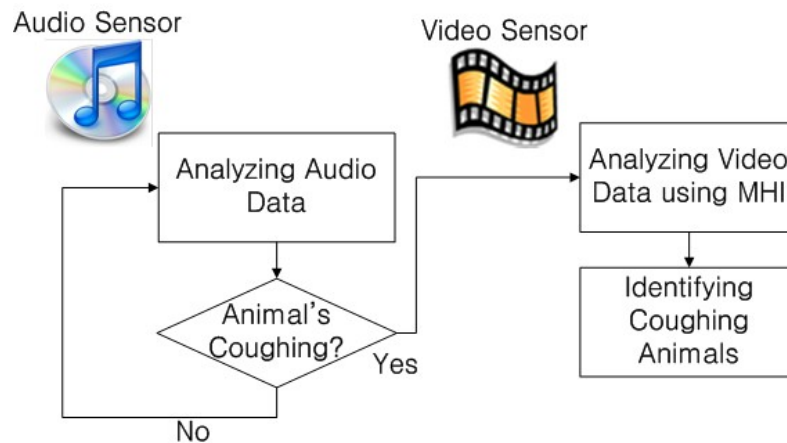 Audio Sensor
Video Sensor
Analyzing Audio
Data
Animal's
Coughing?
Yes
No
Analyzing Video
Data using MHI
Identifying
Coughing
Animals